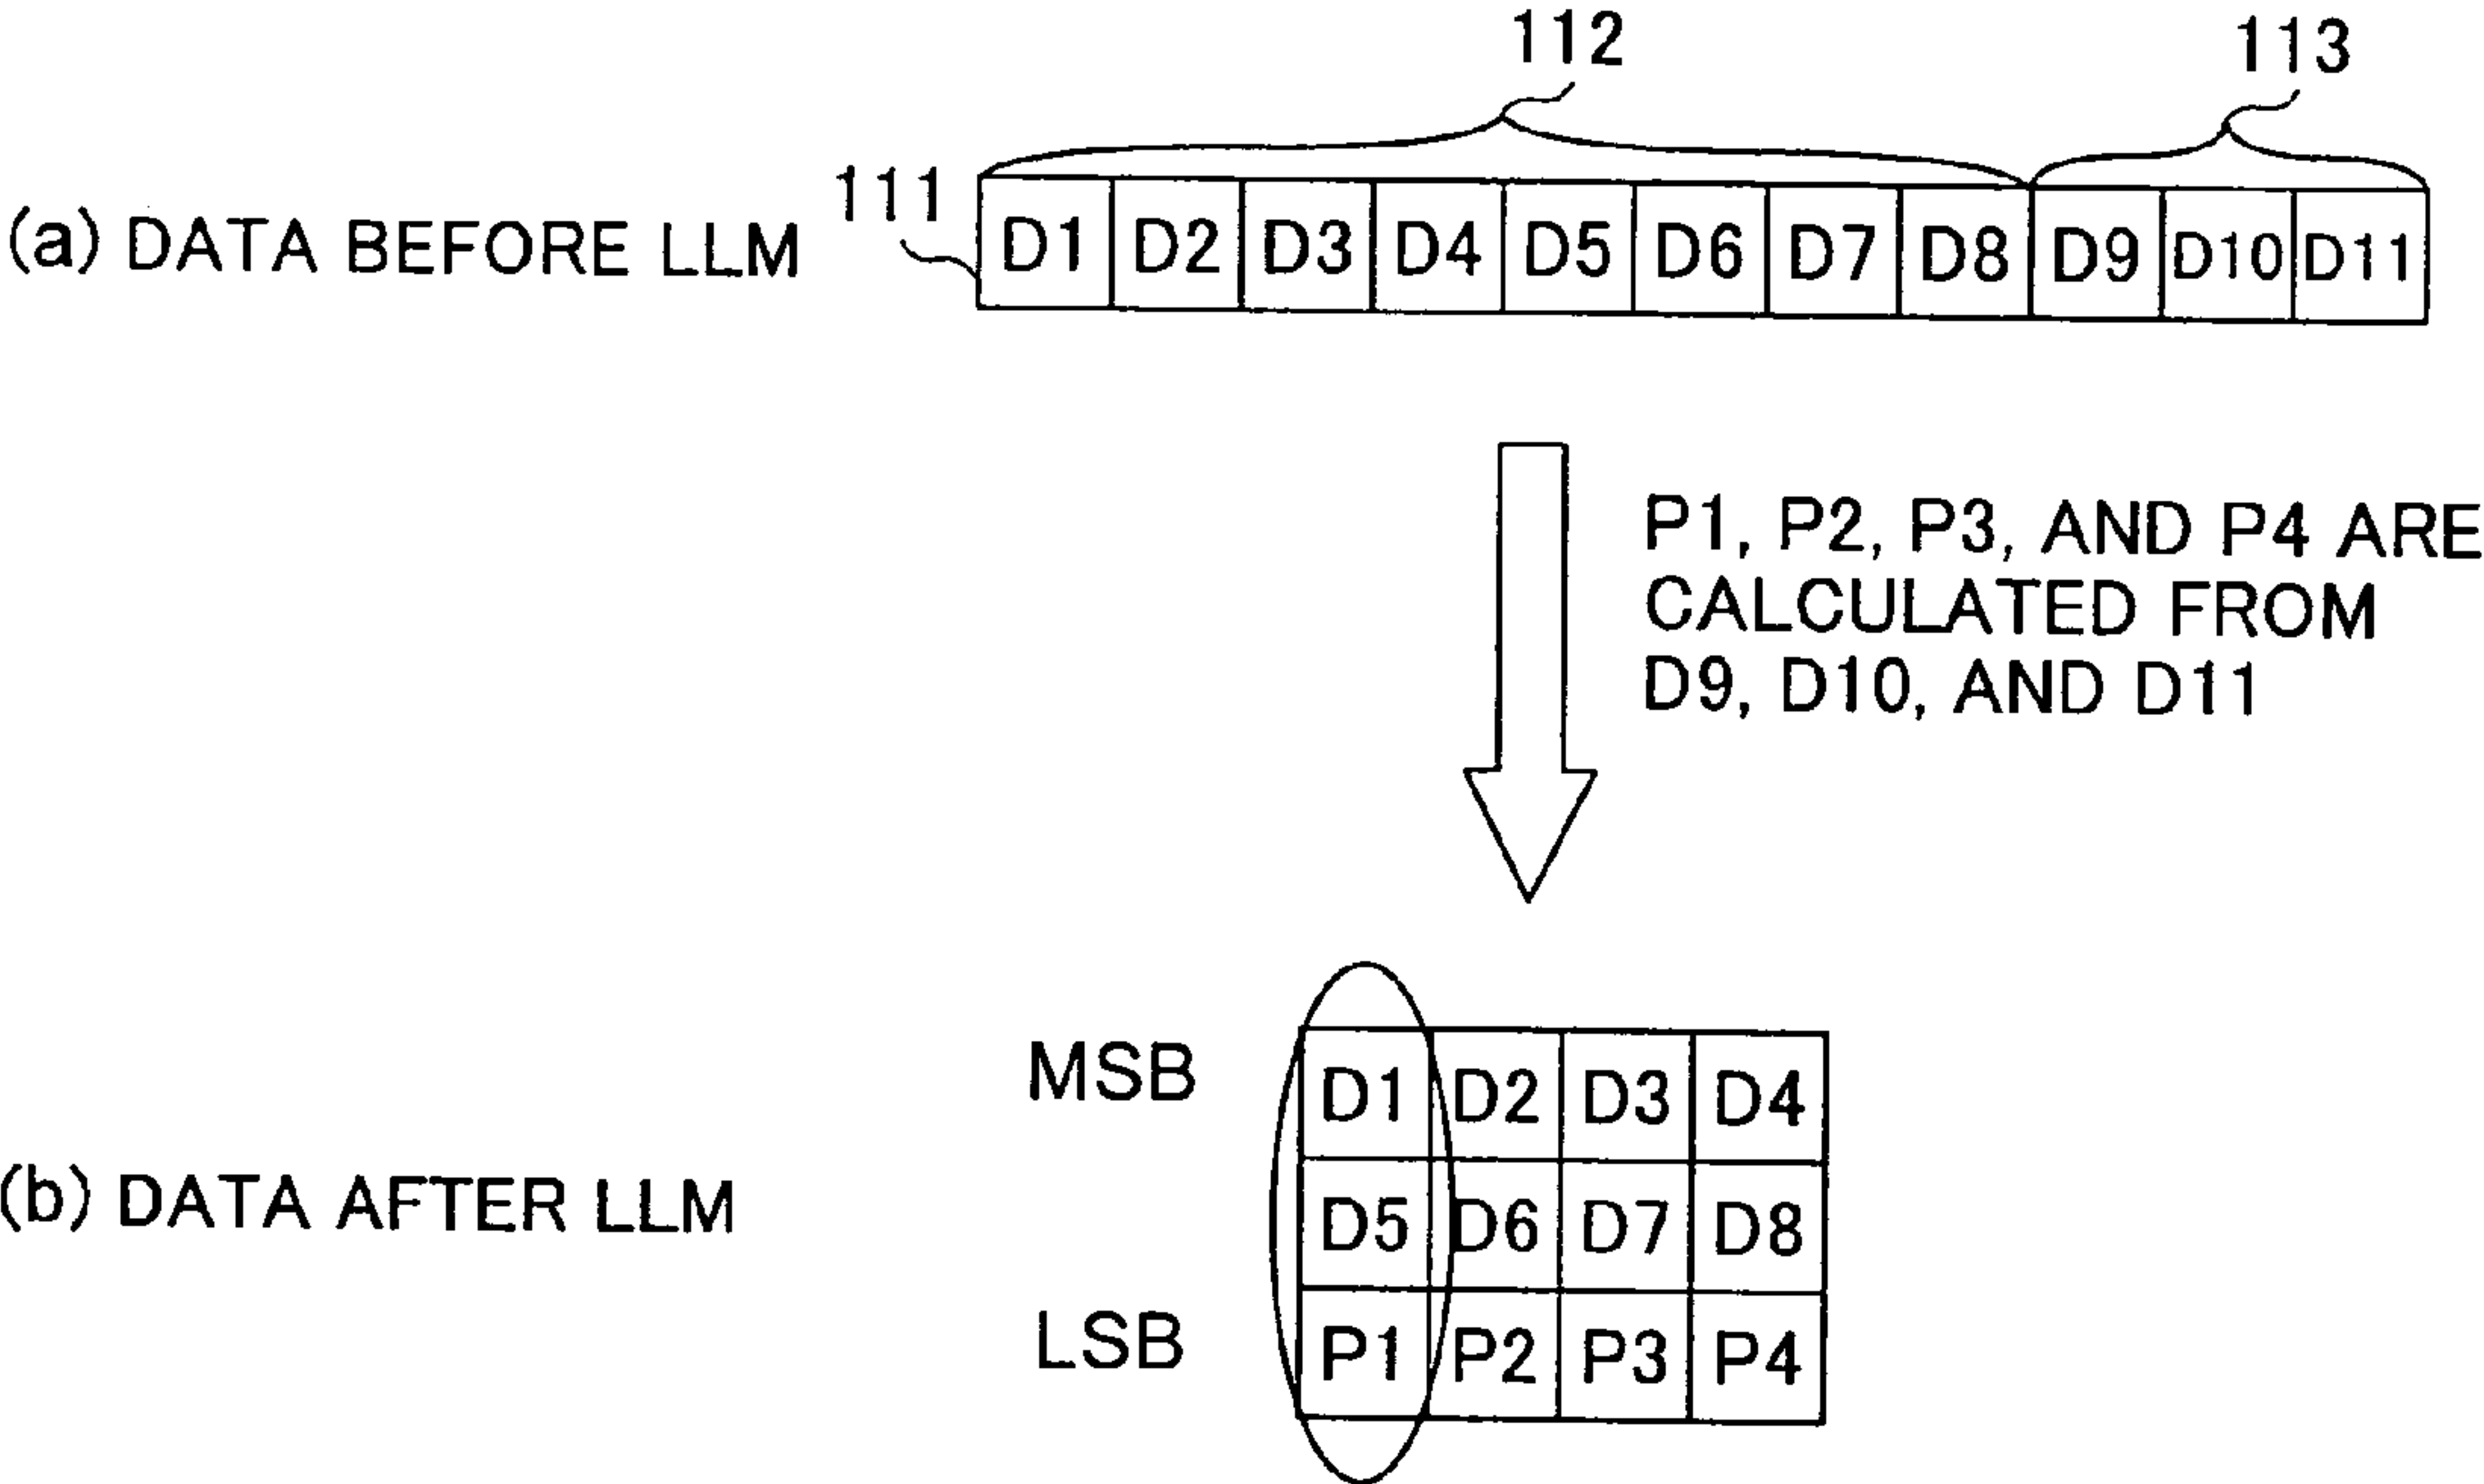 112
113
111
(a) DATA BEFORE LLM
D1 D2 D3 D4 D5 D6 D7 D8 D9 D10 D11
P1, P2, P3, AND P4 ARE
CALCULATED FROM
D9, D10, AND D11
MSB
D1 D2 D3 D4
(b) DATA AFTER LLM
D5 D6 D7 D8
LSB
P1 P2 P3 P4